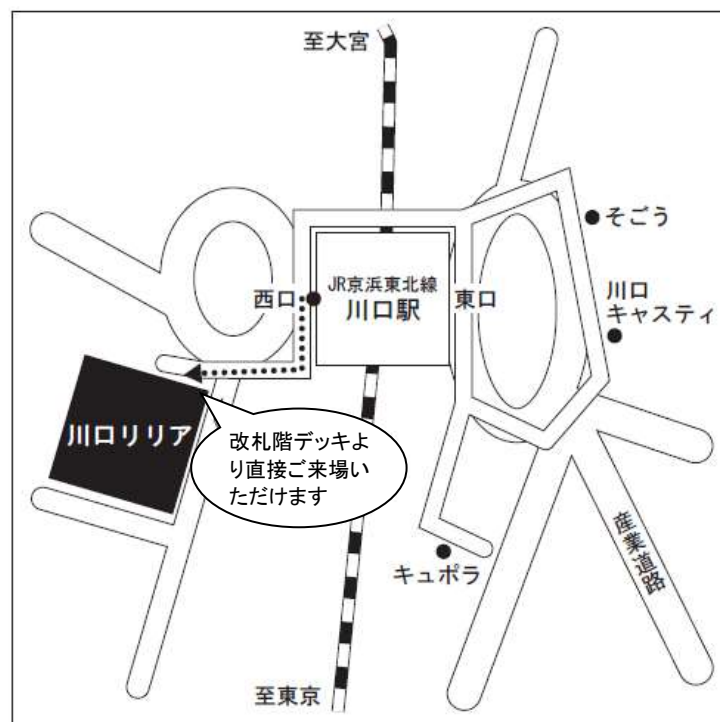 至大宮
そごう
JR京浜東北線
川口駅
西口
東口
川口
キャスティ
川口リリア
改札階デッキよ
り直接ご来場い
ただけます
キュポラ
産業道路
至東京